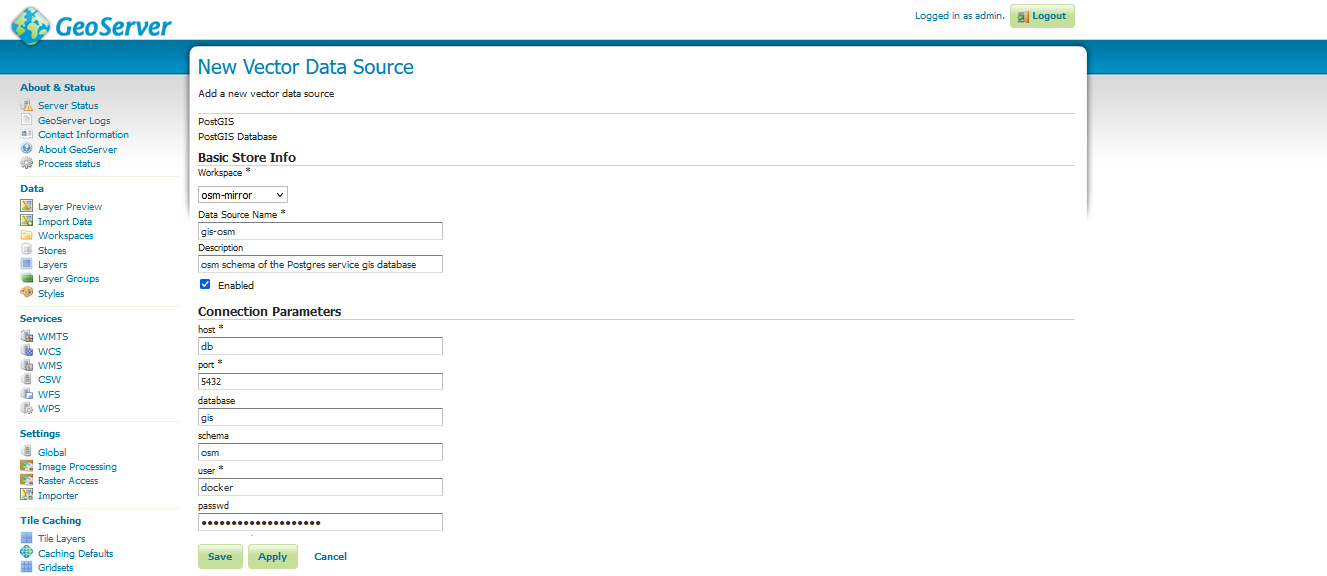 GeoServer
Logged in as admin.
Logout
About & Status
Server Status
GeoServer Logs
Contact Information
About GeoServer
Process status
Data
Layer Preview
Import Data
Workspaces
Stores
Layers
Layer Groups
Styles
Services
WMTS
WCS
WMS
CSW
WFS
WPS
Settings
Global
Image Processing
Raster Access
Importer
Tile Caching
Tile Layers
Caching Defaults
Gridsets
New Vector Data Source
Add a new vector data source
PostGIS
PostGIS Database
Basic Store Info
Workspace *
osm-mirror
Data Source Name *
gis-osm
Description
osm schema of the Postgres service gis database
Enabled
Connection Parameters
host *
db
port *
5432
database
gis
schema
osm
user *
docker
passwd
••••••••••••••••••••
Save Apply Cancel